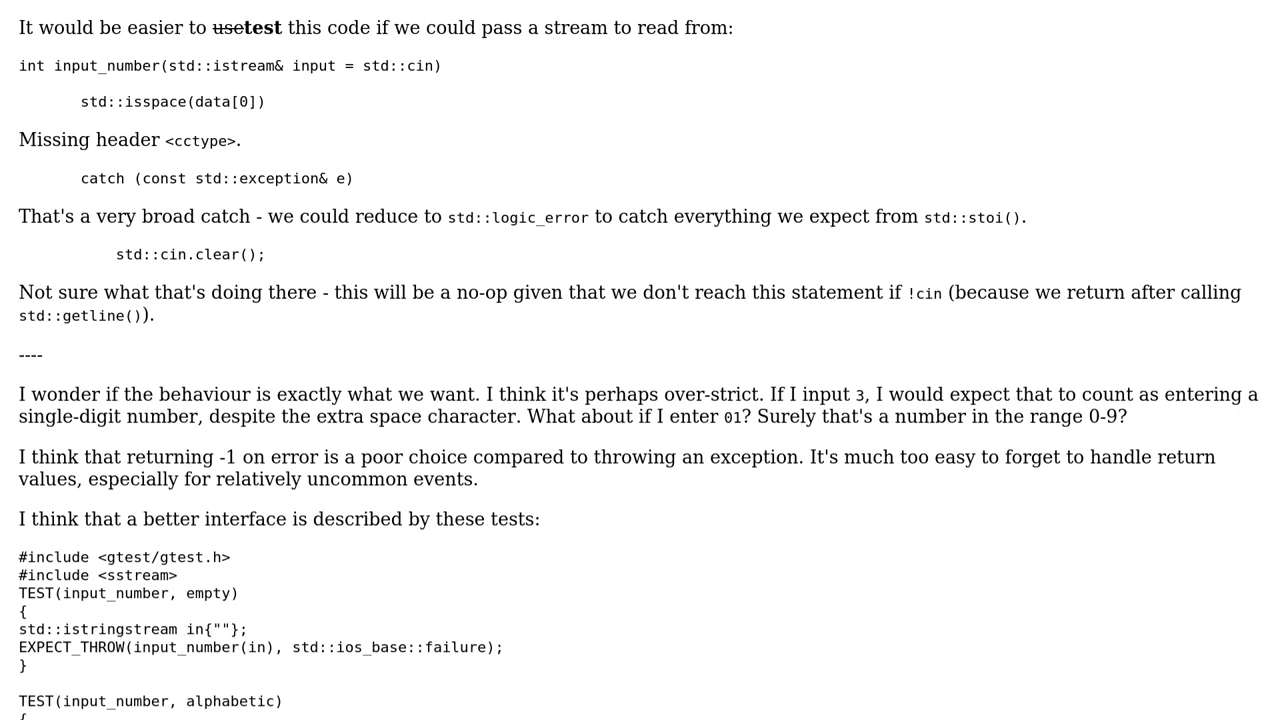 It would be easier to usetest this code if we could pass a stream to read from:
int input_number(std::istream& input = std::cin)
std::isspace(data[0])
Missing header <cctype>.
catch (const std::exception& e)
That's a very broad catch - we could reduce to std::logic_error to catch everything we expect from std::stoi().
std::cin.clear();
Not sure what that's doing there - this will be a no-op given that we don't reach this statement if !cin (because we return after calling
std::getline()).
----
I wonder if the behaviour is exactly what we want. I think it's perhaps over-strict. If I input 3, I would expect that to count as entering a
single-digit number, despite the extra space character. What about if I enter 01? Surely that's a number in the range 0-9?
I think that returning -1 on error is a poor choice compared to throwing an exception. It's much too easy to forget to handle return
values, especially for relatively uncommon events.
I think that a better interface is described by these tests:
#include <gtest/gtest.h>
#include <sstream>
TEST(input_number, empty)
{
std::istringstream in{""};
EXPECT_THROW(input_number(in), std::ios_base::failure);
}
TEST(input_number, alphabetic)
{